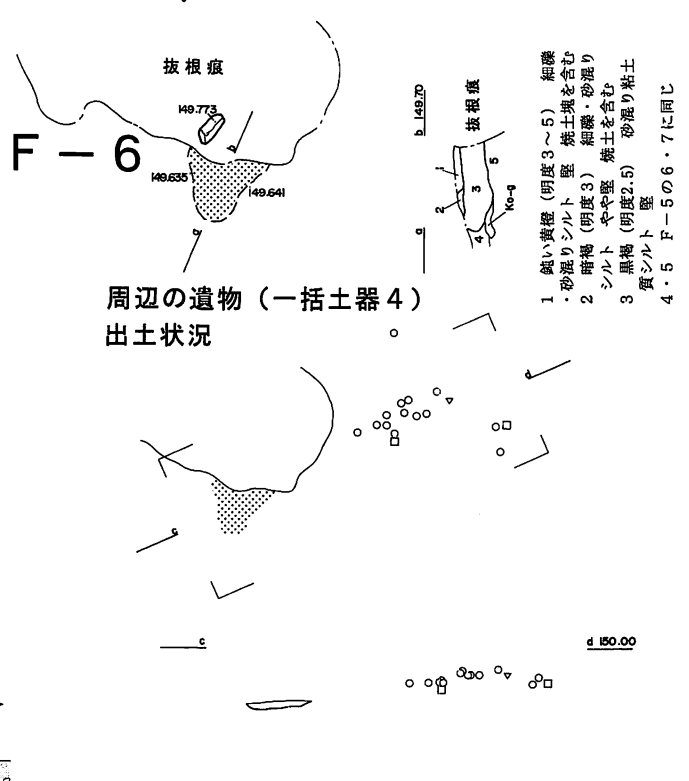 抜根痕
149.773
b
F－6
149.635
149.641
a
b 149.70
抜根痕
1
2
3
4
5
Ko-g
a
1 鈍い黄橙（明度3～5） 細礫
・砂混りシルト 堅 焼土塊を含む
2 暗褐（明度3） 細礫・砂混り
シルト やや堅 焼土を含む
3 黒褐（明度2.5） 砂混り粘土
質シルト 堅
4・5 F－5の6・7に同じ
周辺の遺物（一括土器4）
出土状況
d
c
c
d 150.00